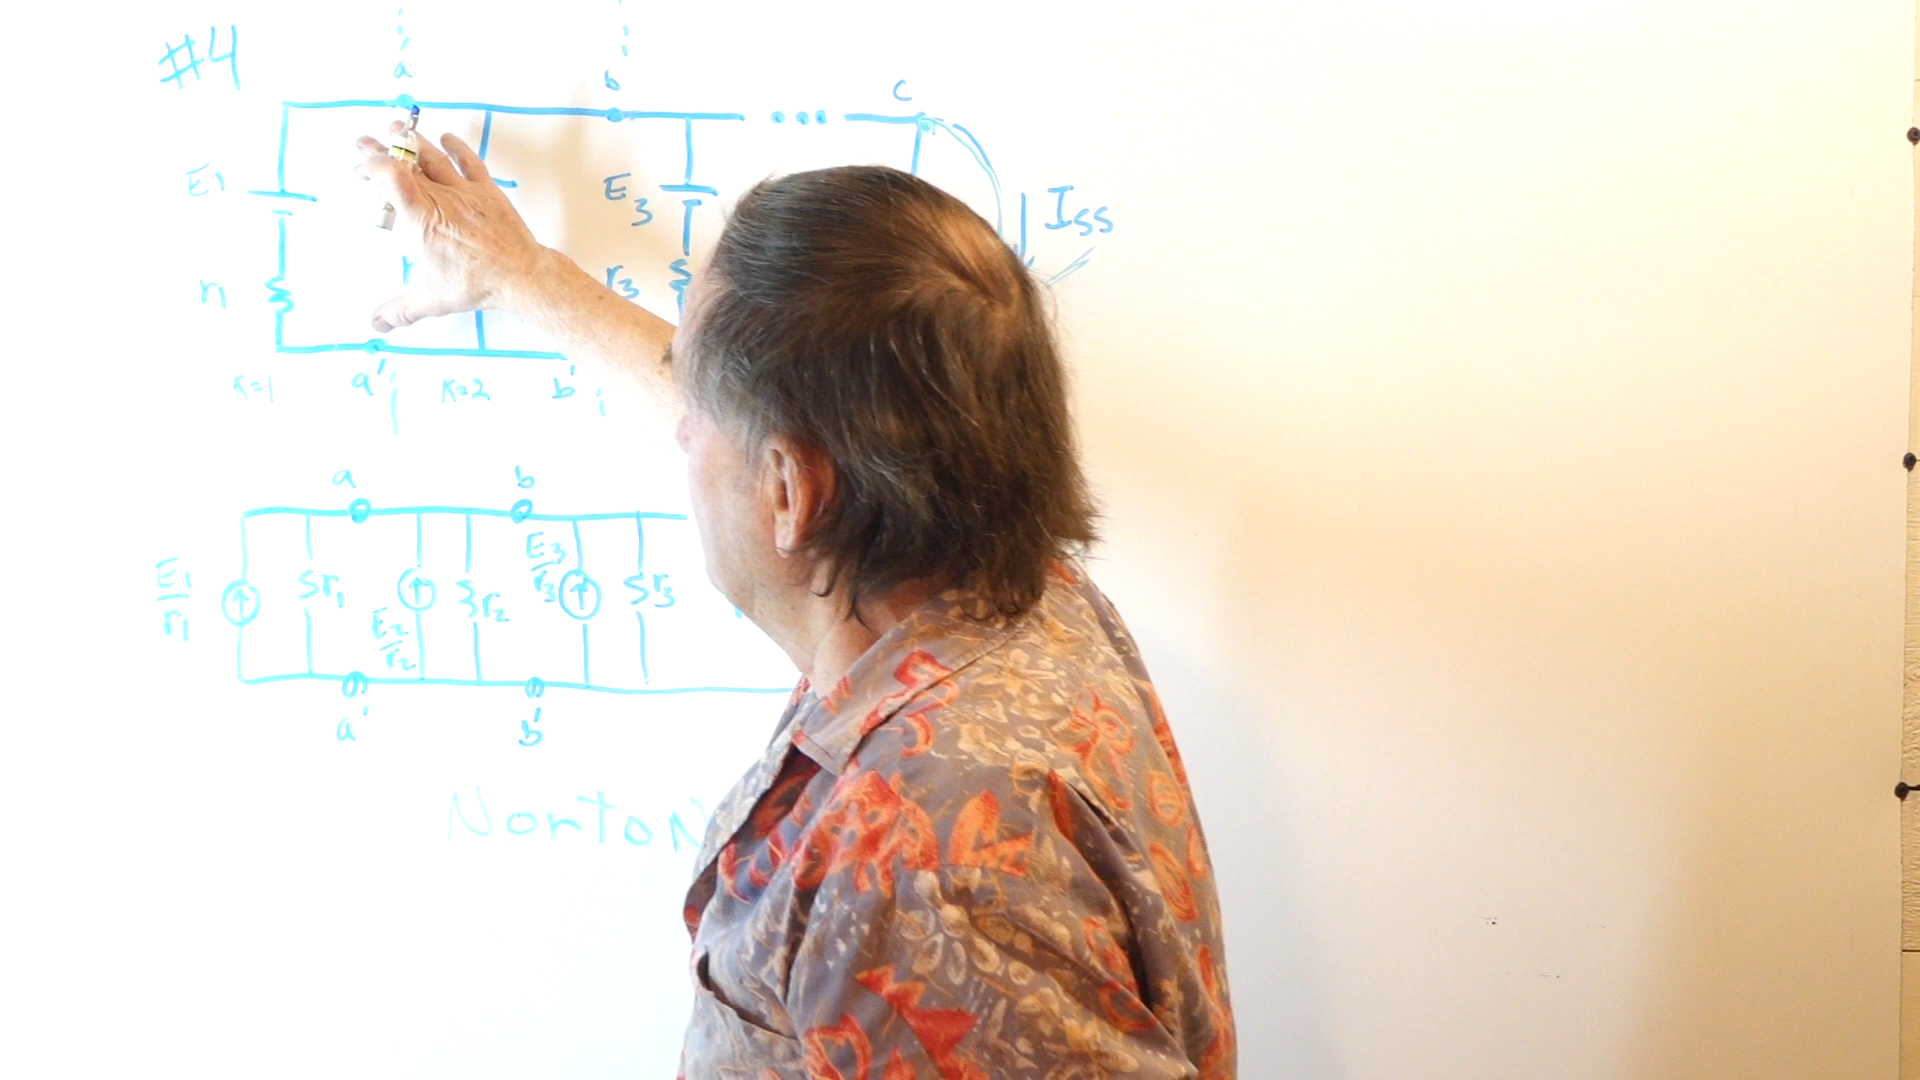 #4
a
b
c
E1
E3
ISS
r1
r
r3
K=1
a'
K=2
b'
a
b
E1
r1
r1
E2
r2
r2
E3
r3
r3
a'
b'
Norton